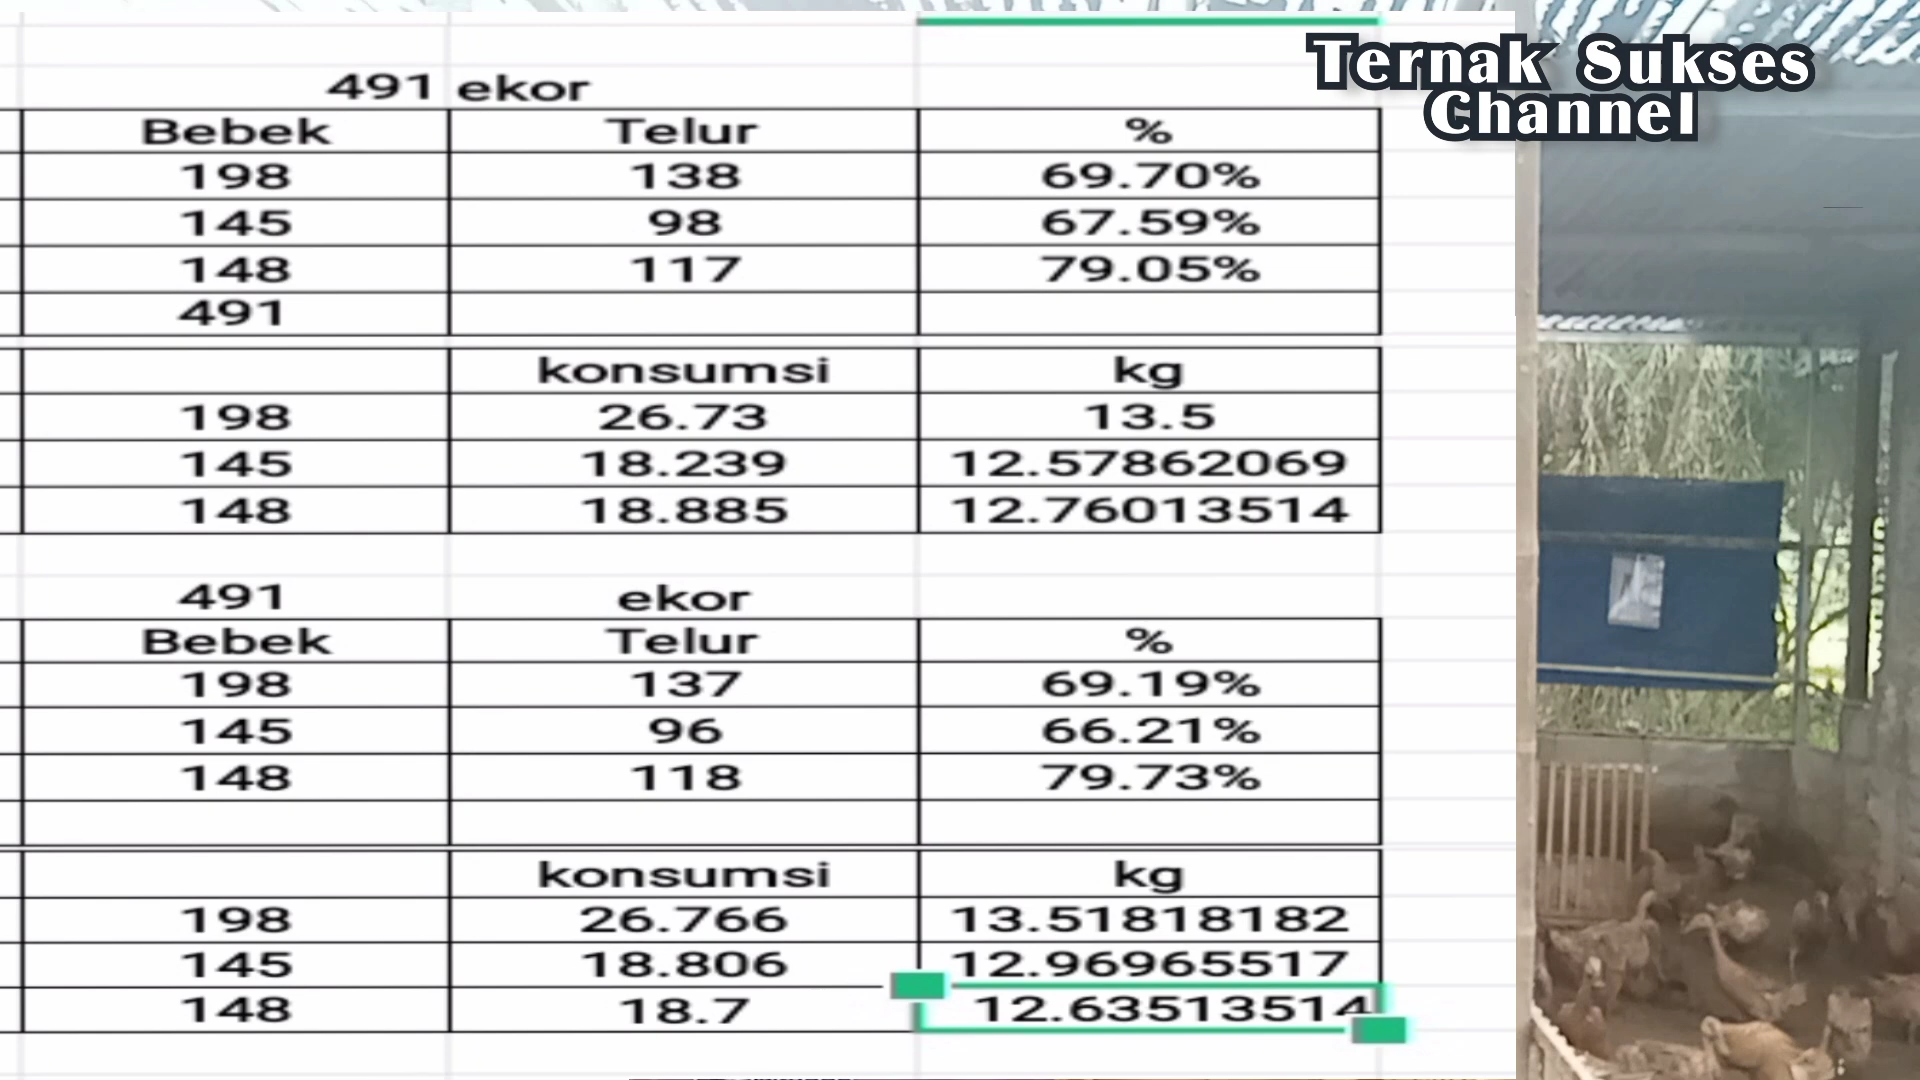 Ternak Sukses
Channel
491 ekor
Bebek Telur %
198 138 69.70%
145 98 67.59%
148 117 79.05%
491
konsumsi kg
198 26.73 13.5
145 18.239 12.57862069
148 18.885 12.76013514
491 ekor
Bebek Telur %
198 137 69.19%
145 96 66.21%
148 118 79.73%
konsumsi kg
198 26.766 13.51818182
145 18.806 12.96965517
148 18.7 12.63513514